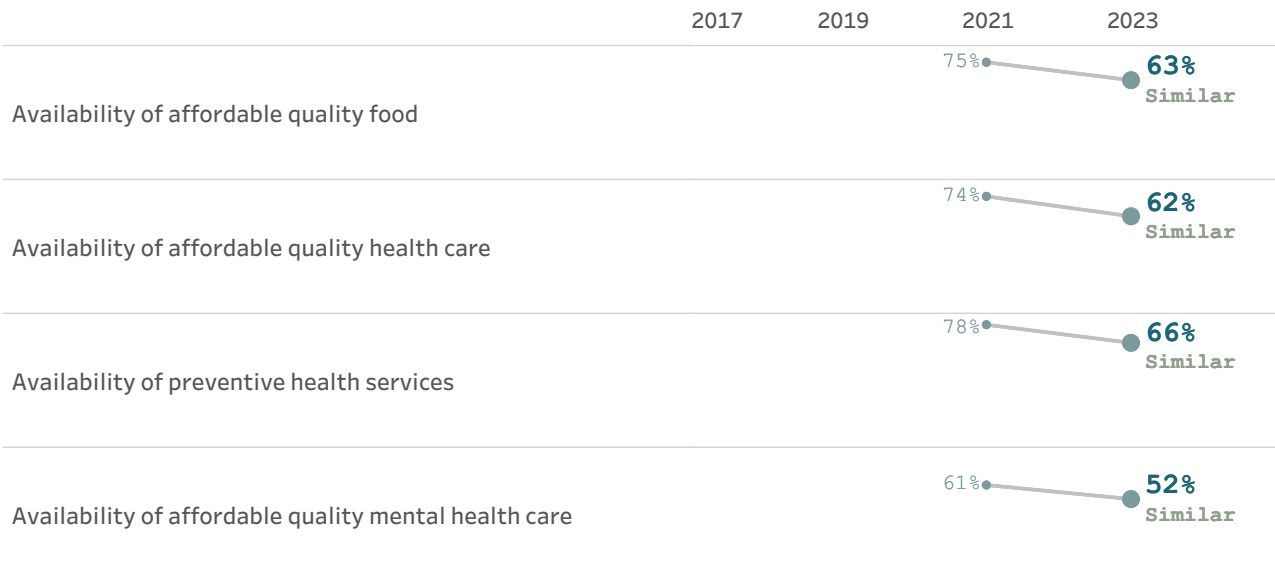 2017 2019 2021 2023
75% 63%
Similar
Availability of affordable quality food
74% 62%
Similar
Availability of affordable quality health care
78% 66%
Similar
Availability of preventive health services
61% 52%
Similar
Availability of affordable quality mental health care